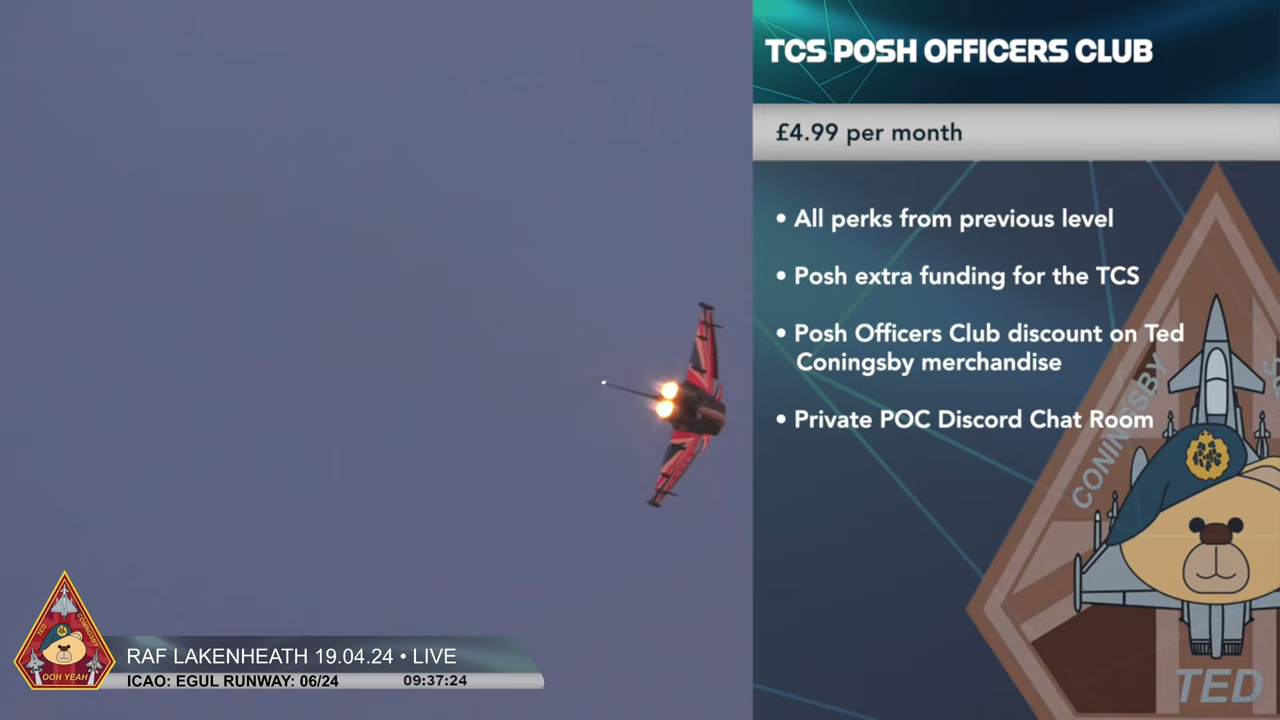 TCS POSH OFFICERS CLUB
£4.99 per month
• All perks from previous level
• Posh extra funding for the TCS
• Posh Officers Club discount on Ted
Coningsby merchandise
• Private POC Discord Chat Room
CONINGSBY
TED
TED
CONINGSBY
OOH YEAH
RAF LAKENHEATH 19.04.24 • LIVE
ICAO: EGUL RUNWAY: 06/24 09:37:24